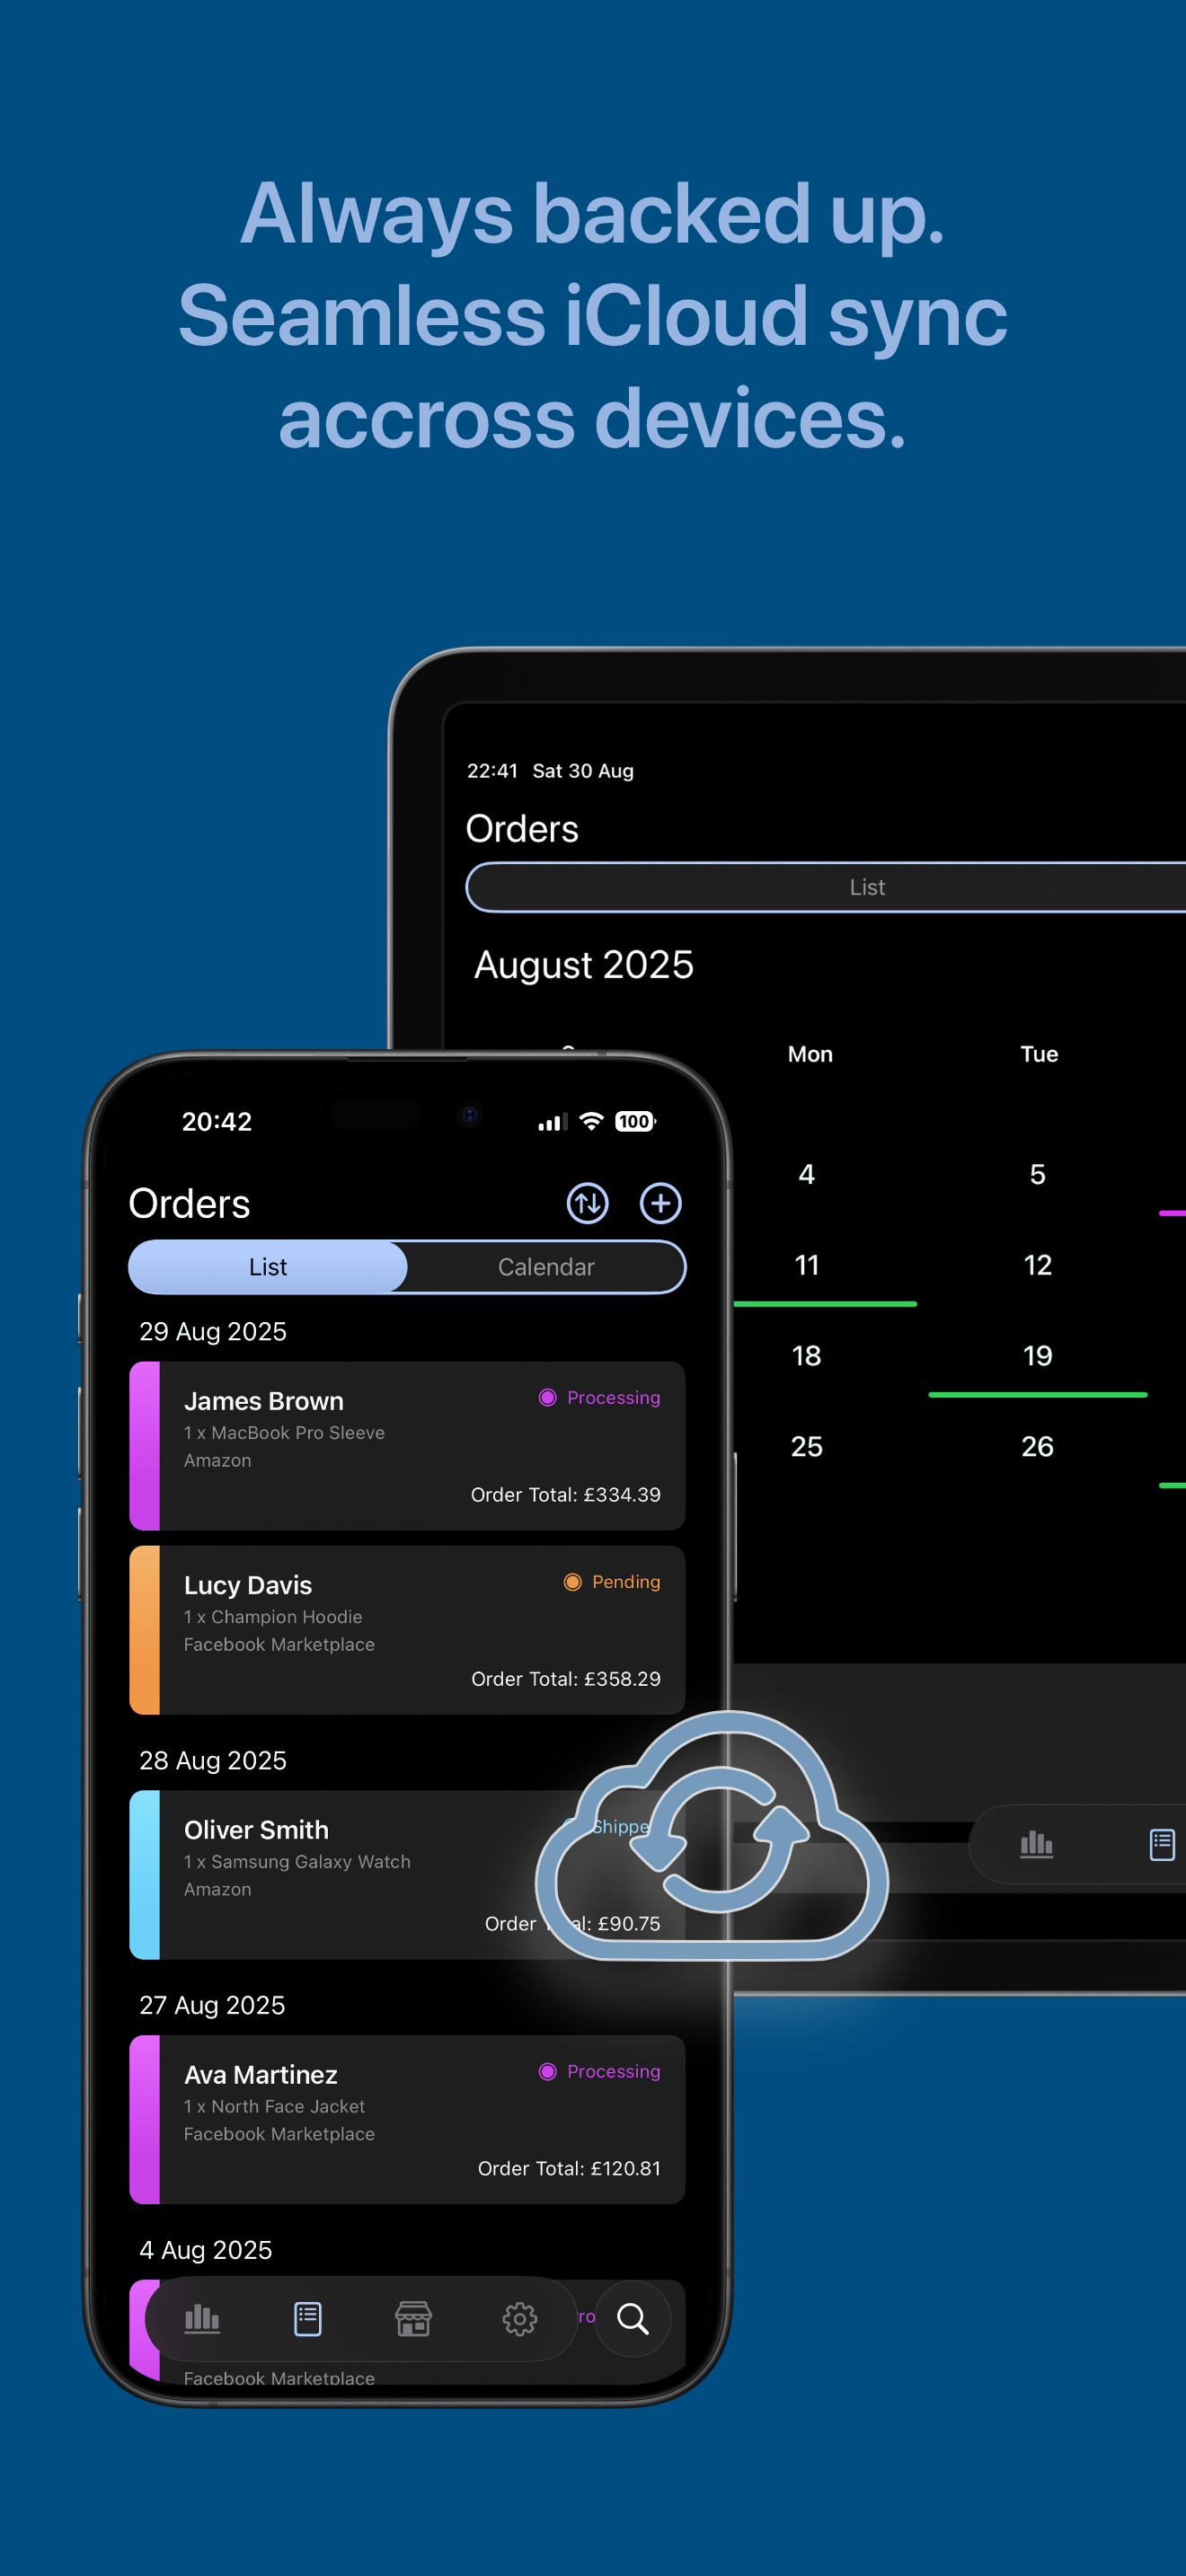 Always backed up.
Seamless iCloud sync
accross devices.
22:41 Sat 30 Aug
Orders
List
August 2025
Mon Tue
4 5
11 12
18 19
25 26
20:42
100
Orders
List Calendar
29 Aug 2025
James Brown Processing
1 x MacBook Pro Sleeve
Amazon
Order Total: £334.39
Lucy Davis Pending
1 x Champion Hoodie
Facebook Marketplace
Order Total: £358.29
28 Aug 2025
Oliver Smith Shippe
1 x Samsung Galaxy Watch
Amazon
Order al: £90.75
27 Aug 2025
Ava Martinez Processing
1 x North Face Jacket
Facebook Marketplace
Order Total: £120.81
4 Aug 2025
ro
Facebook Marketplace